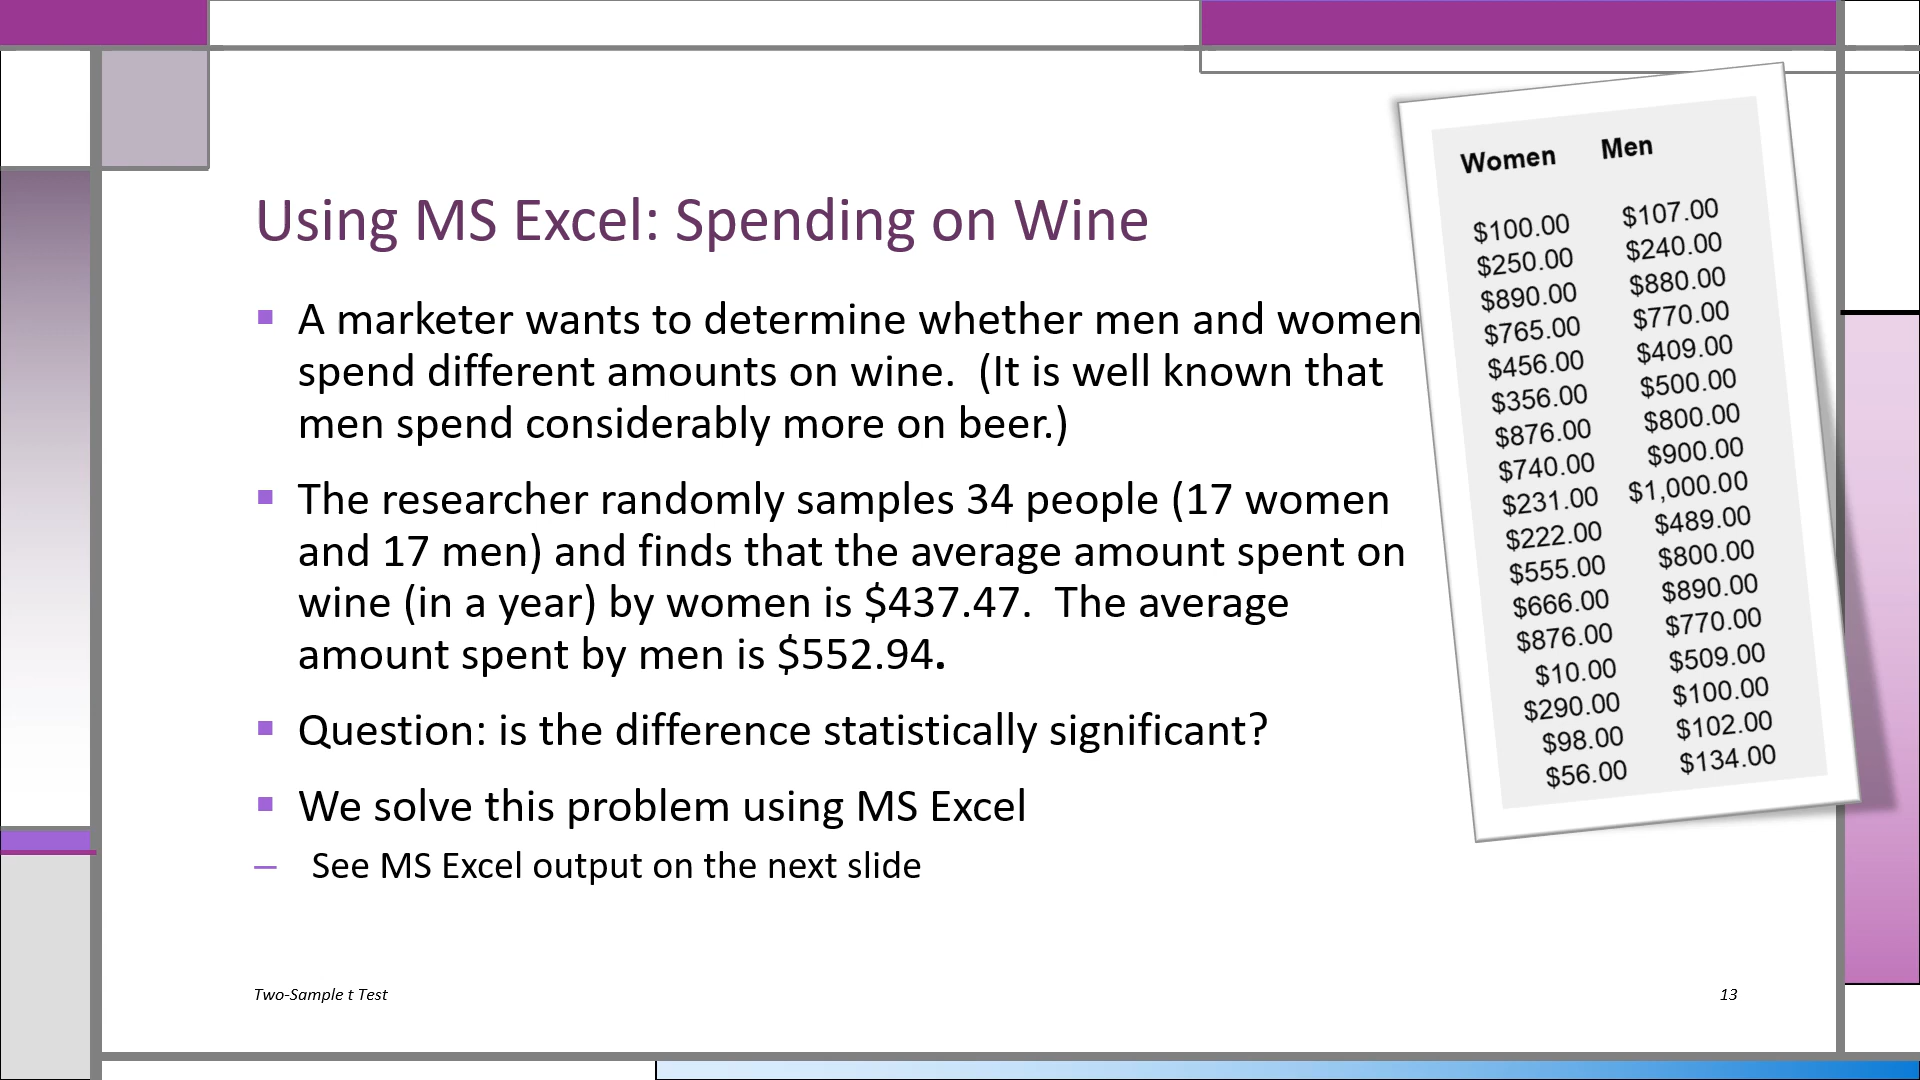 Using MS Excel: Spending on Wine
▪ A marketer wants to determine whether men and women
spend different amounts on wine.  (It is well known that
men spend considerably more on beer.)
▪ The researcher randomly samples 34 people (17 women
and 17 men) and finds that the average amount spent on
wine (in a year) by women is $437.47.  The average
amount spent by men is $552.94.
▪ Question: is the difference statistically significant?
▪ We solve this problem using MS Excel
– See MS Excel output on the next slide
Women Men
$100.00 $107.00
$250.00 $240.00
$890.00 $880.00
$765.00 $770.00
$456.00 $409.00
$356.00 $500.00
$876.00 $800.00
$740.00 $900.00
$231.00 $1,000.00
$222.00 $489.00
$555.00 $800.00
$666.00 $890.00
$876.00 $770.00
$10.00 $509.00
$290.00 $100.00
$98.00 $102.00
$56.00 $134.00
Two-Sample t Test
13